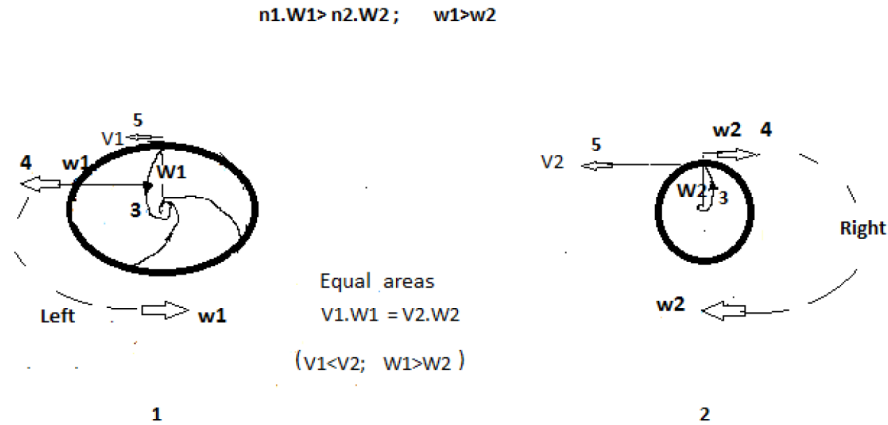 n1.W1> n2.W2 ; w1>w2
5
V1
4 w1
W1
3
Left
w1
1
Equal areas
V1.W1 = V2.W2
(V1<V2; W1>W2 )
w2 4
5
V2
W2
3
Right
w2
2